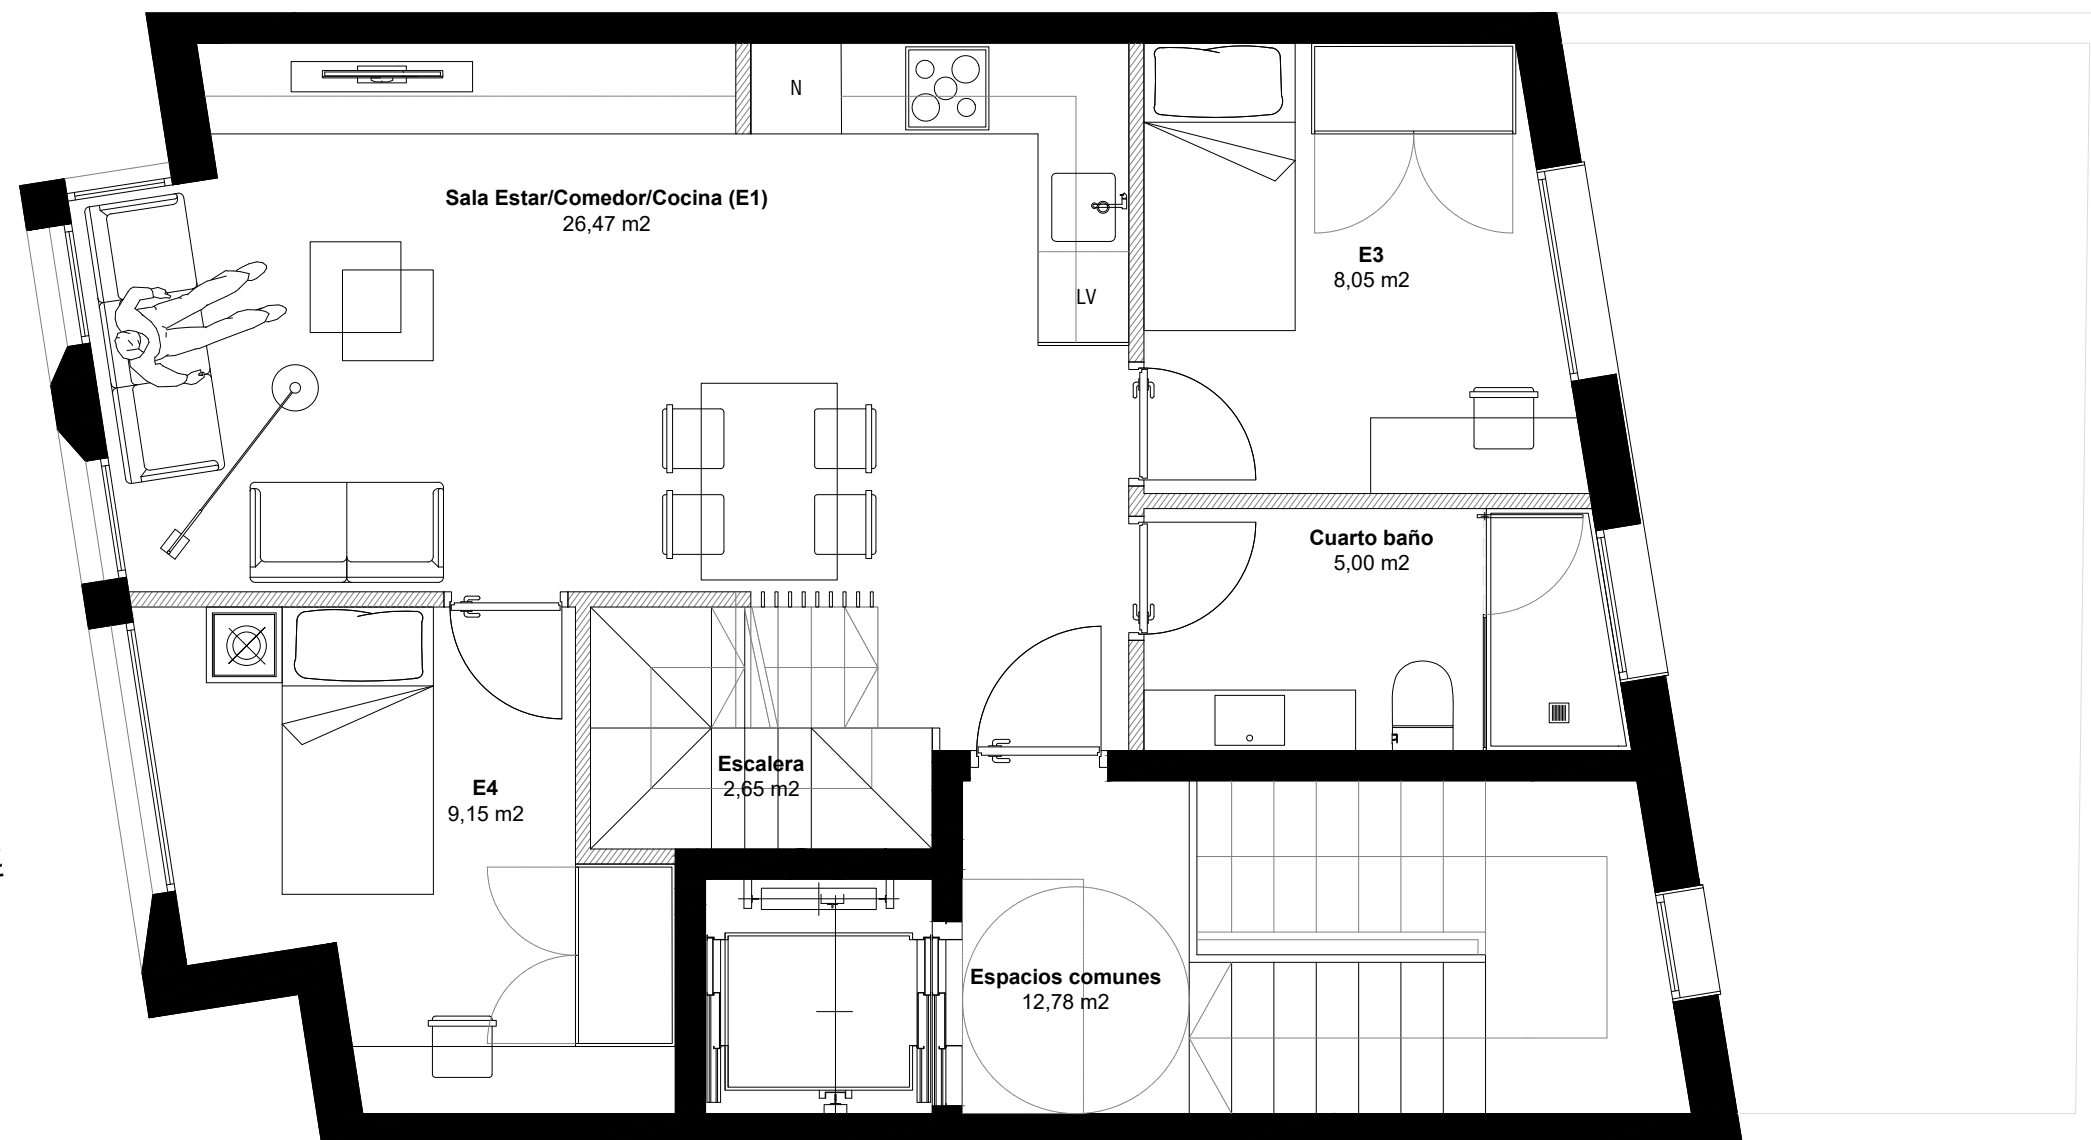 N
Sala Estar/Comedor/Cocina (E1)
26,47 m2
E3
8,05 m2
LV
Cuarto baño
5,00 m2
Escalera
2,65 m2
E4
9,15 m2
Espacios comunes
12,78 m2